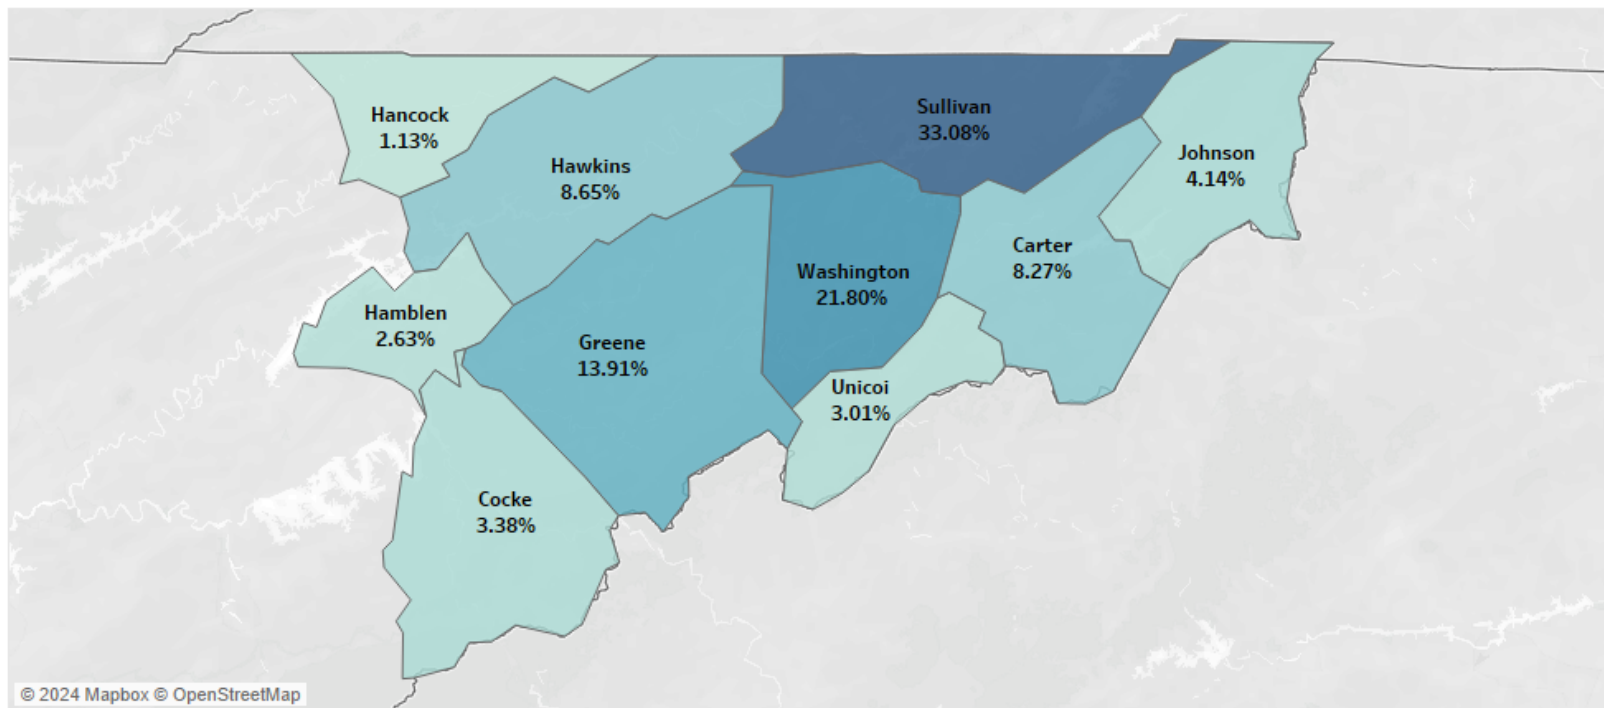 Hancock
1.13%
Hawkins
8.65%
Sullivan
33.08%
Johnson
4.14%
Carter
8.27%
Washington
21.80%
Hamblen
2.63%
Greene
13.91%
Unicoi
3.01%
Cocke
3.38%
© 2024 Mapbox © OpenStreetMap